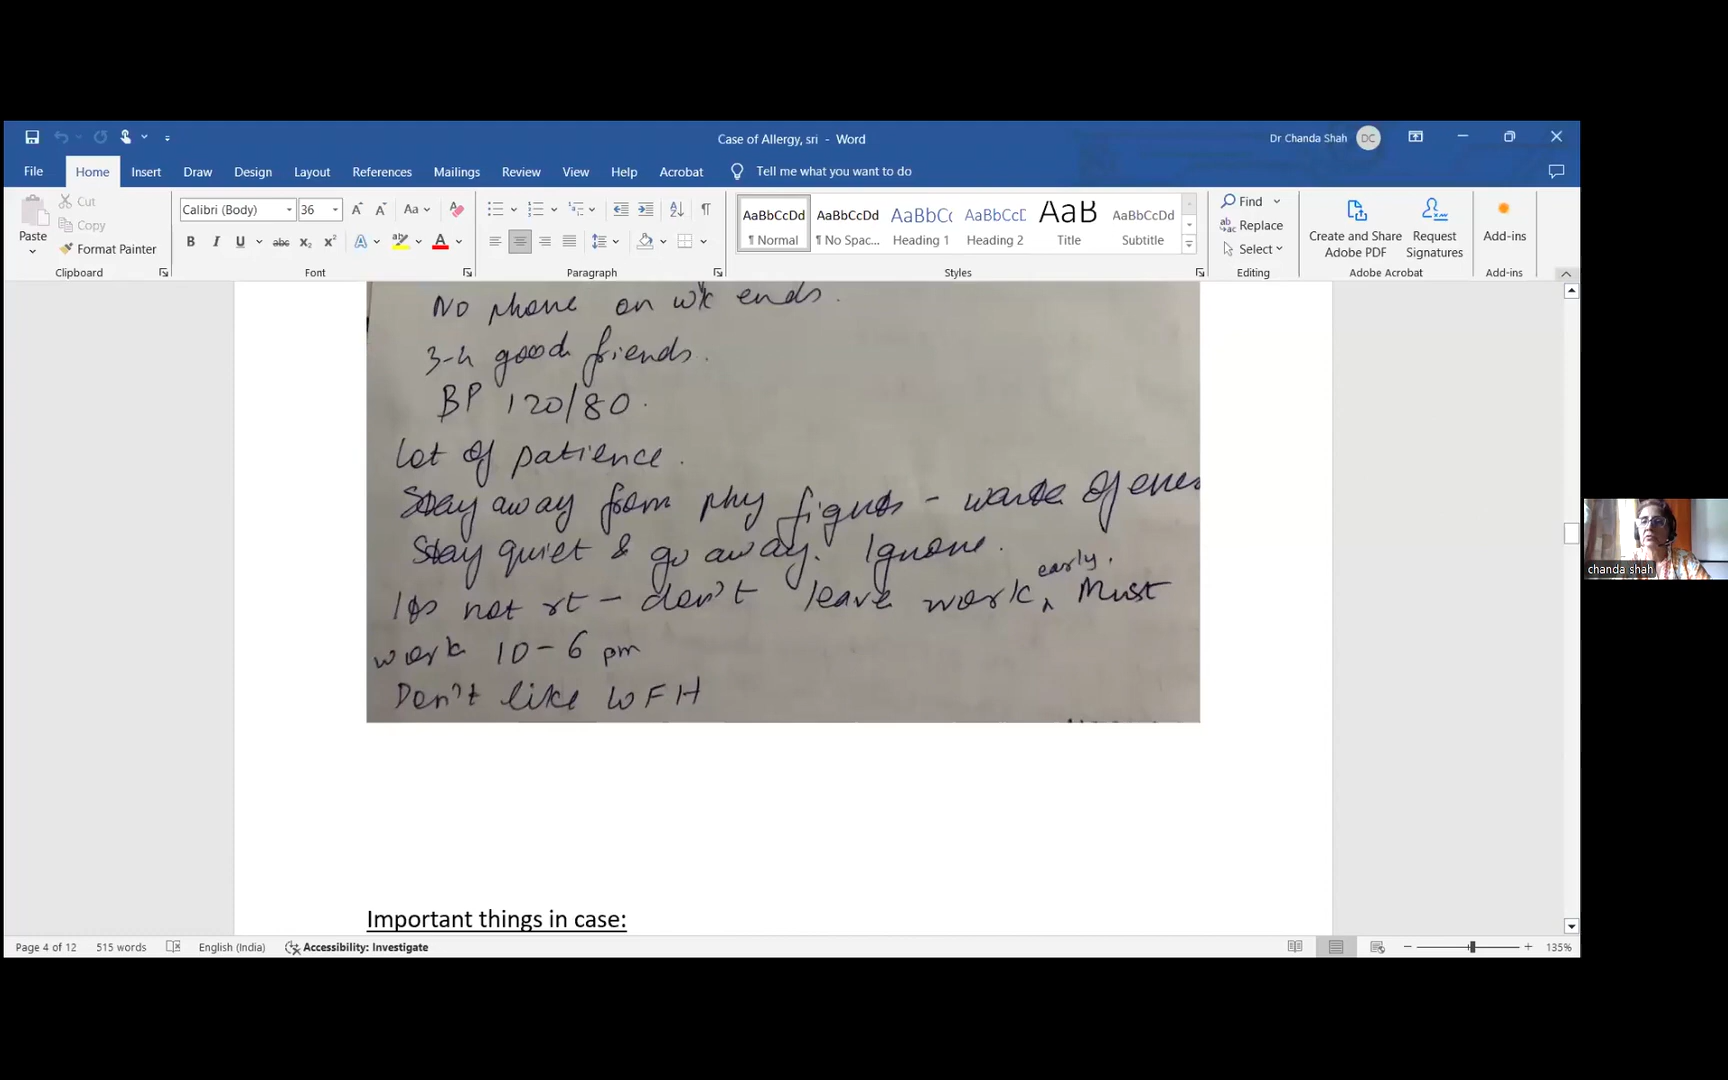 Case of Allergy, sri - Word
Dr Chanda Shah DC
File Home Insert Draw Design Layout References Mailings Review View Help Acrobat Tell me what you want to do
Paste
Cut
Copy
Format Painter
Clipboard
Calibri (Body) 36
Font
Paragraph
AaBbCcDd AaBbCcDd AaBbCc AaBbCcD AaB AaBbCcDd
¶ Normal ¶ No Spac... Heading 1 Heading 2 Title Subtitle
Styles
Find
Replace
Select
Editing
Create and Share Adobe PDF
Request Signatures
Adobe Acrobat
Add-ins
Add-ins
No phone on wk ends.
3-4 good friends.
BP 120/80.
Lot of patience.
Stay away from phy fights - waste of ener
Stay quiet & go away. Ignore.
Its not rt - don't leave work early. Must
work 10-6 pm
Don't like WFH
Important things in case:
chanda shah
Page 4 of 12 515 words English (India) Accessibility: Investigate 135%